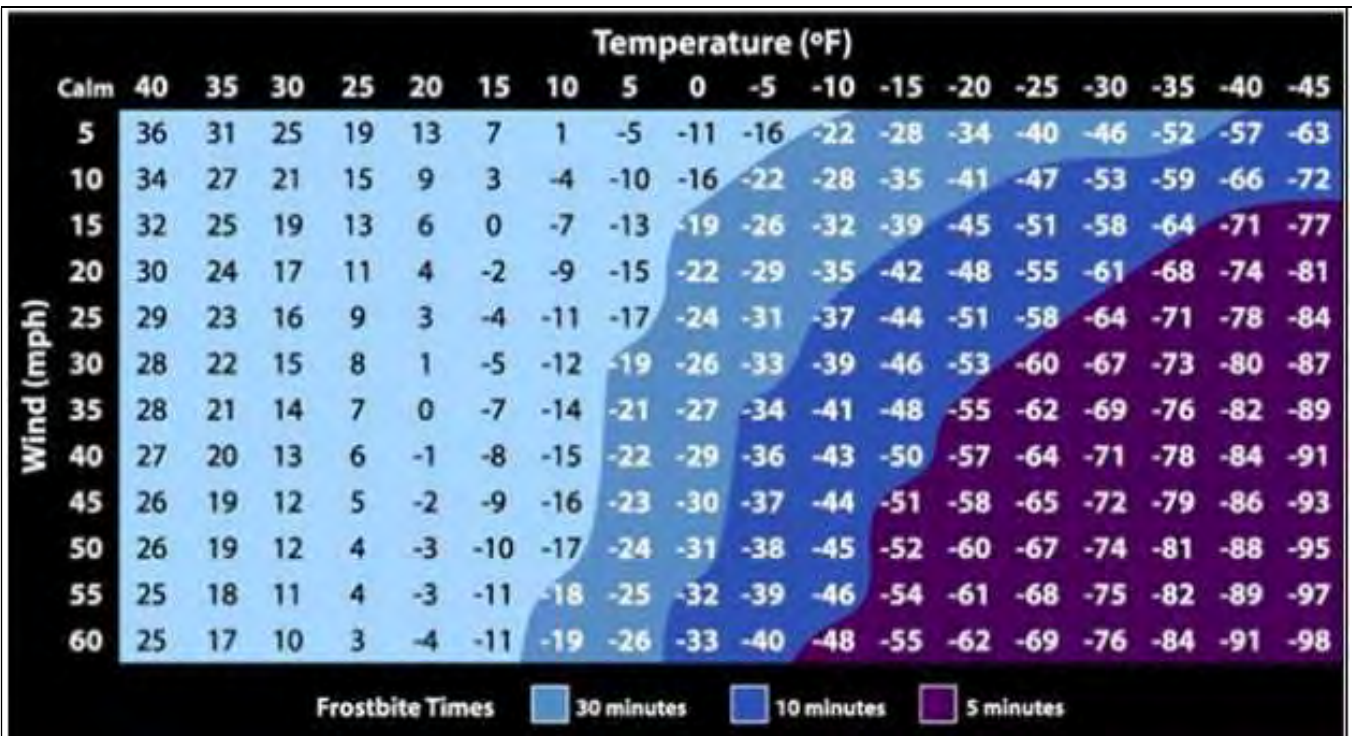 Temperature (ºF)
Calm 40 35 30 25 20 15 10 5 0 -5 -10 -15 -20 -25 -30 -35 -40 -45
5 36 31 25 19 13 7 1 -5 -11 -16 -22 -28 -34 -40 -46 -52 -57 -63
10 34 27 21 15 9 3 -4 -10 -16 -22 -28 -35 -41 -47 -53 -59 -66 -72
15 32 25 19 13 6 0 -7 -13 -19 -26 -32 -39 -45 -51 -58 -64 -71 -77
20 30 24 17 11 4 -2 -9 -15 -22 -29 -35 -42 -48 -55 -61 -68 -74 -81
25 29 23 16 9 3 -4 -11 -17 -24 -31 -37 -44 -51 -58 -64 -71 -78 -84
30 28 22 15 8 1 -5 -12 -19 -26 -33 -39 -46 -53 -60 -67 -73 -80 -87
35 28 21 14 7 0 -7 -14 -21 -27 -34 -41 -48 -55 -62 -69 -76 -82 -89
40 27 20 13 6 -1 -8 -15 -22 -29 -36 -43 -50 -57 -64 -71 -78 -84 -91
45 26 19 12 5 -2 -9 -16 -23 -30 -37 -44 -51 -58 -65 -72 -79 -86 -93
50 26 19 12 4 -3 -10 -17 -24 -31 -38 -45 -52 -60 -67 -74 -81 -88 -95
55 25 18 11 4 -3 -11 -18 -25 -32 -39 -46 -54 -61 -68 -75 -82 -89 -97
60 25 17 10 3 -4 -11 -19 -26 -33 -40 -48 -55 -62 -69 -76 -84 -91 -98
Wind (mph)
Frostbite Times 30 minutes 10 minutes 5 minutes